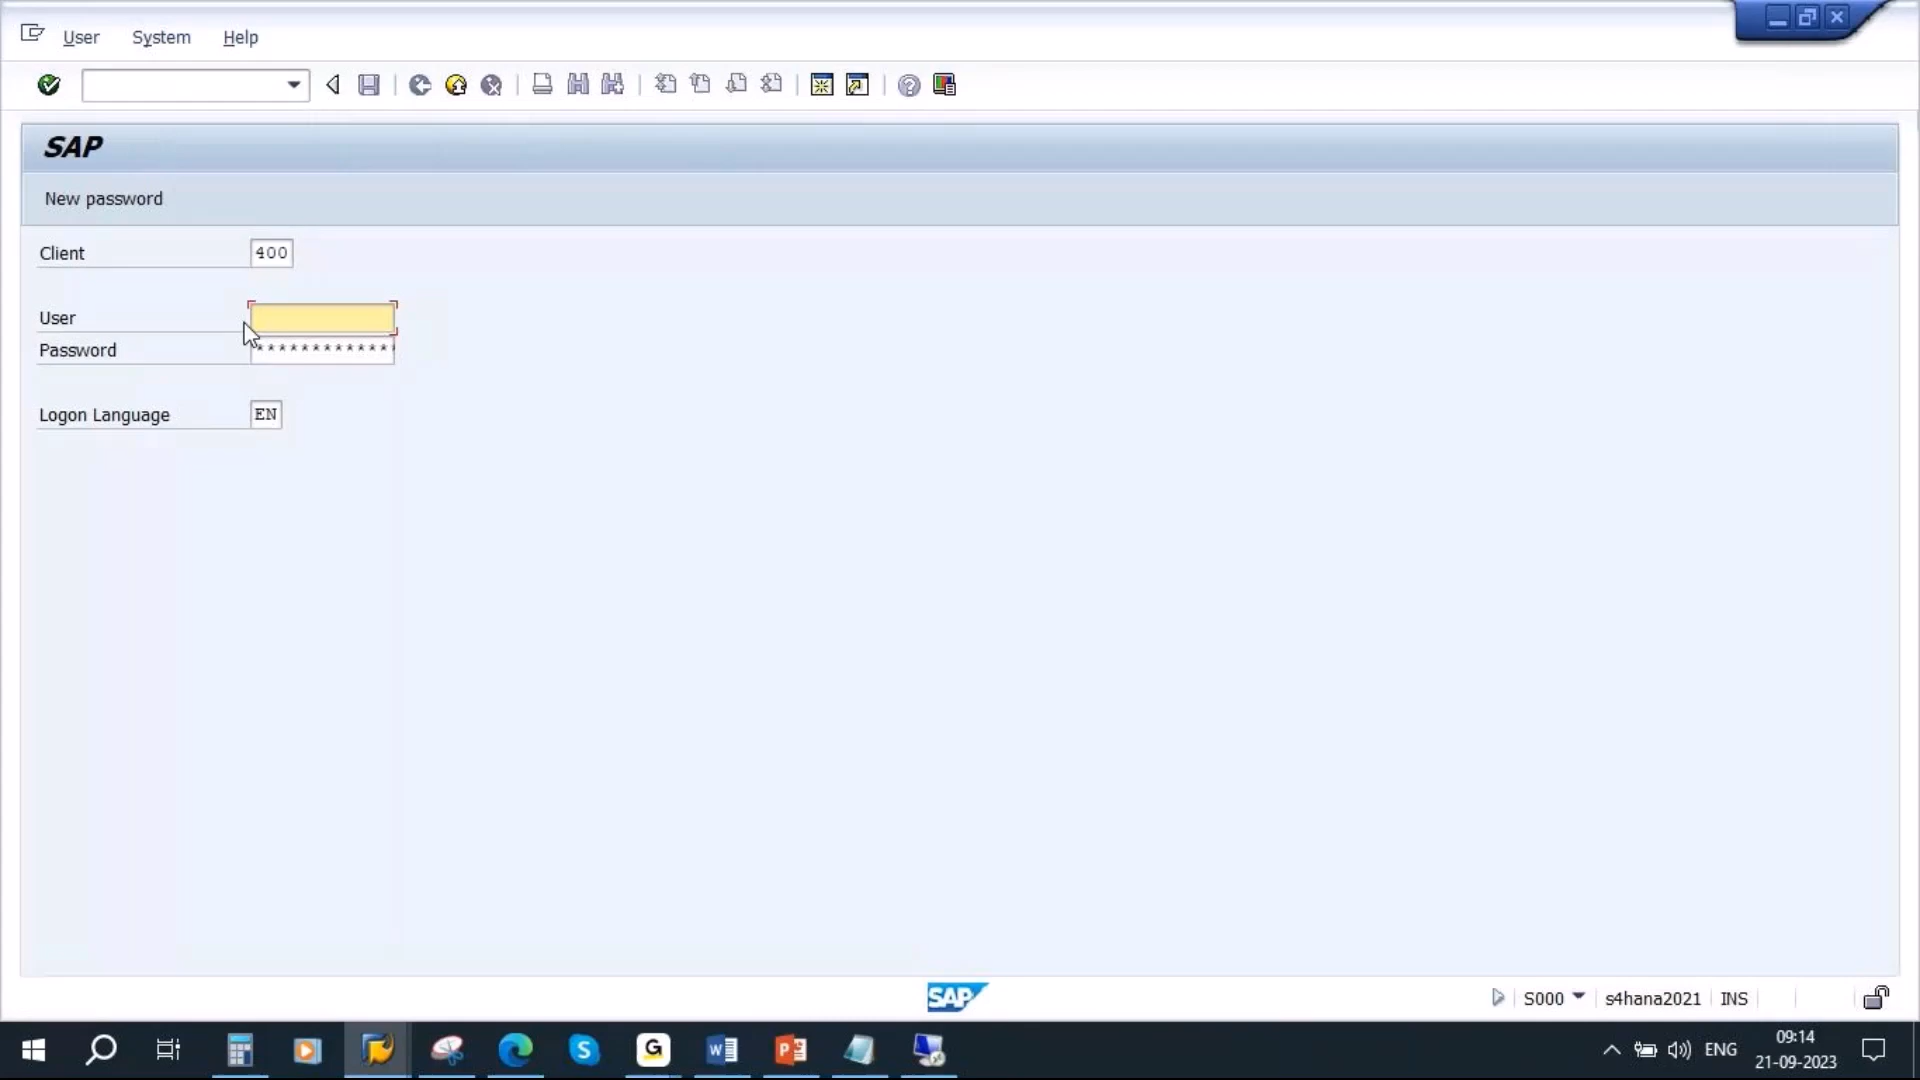 User System Help
SAP
New password
Client 400
User
Password *************
Logon Language EN
SAP
S000 s4hana2021 INS
ENG
09:14
21-09-2023